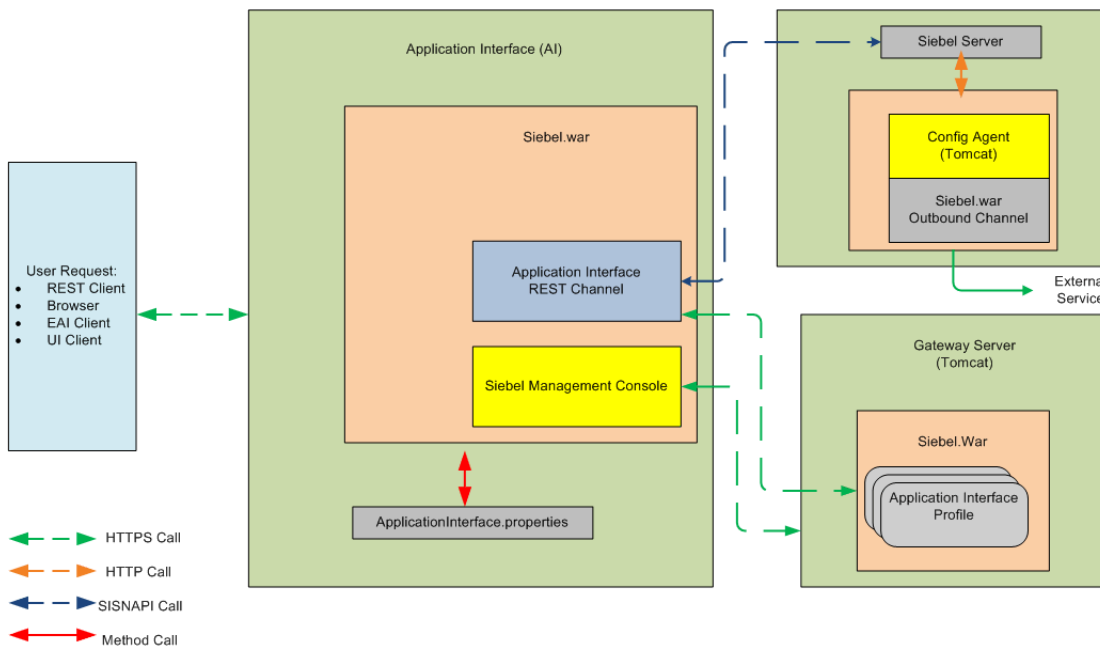 Application Interface (AI)
Siebel.war
Application Interface
REST Channel
Siebel Management Console
ApplicationInterface.properties
User Request:
• REST Client
• Browser
• EAI Client
• UI Client
Siebel Server
Config Agent
(Tomcat)
Siebel.war
Outbound Channel
Externa
Service
Gateway Server
(Tomcat)
Siebel.War
Application Interface
Profile
HTTPS Call
HTTP Call
SISNAPI Call
Method Call